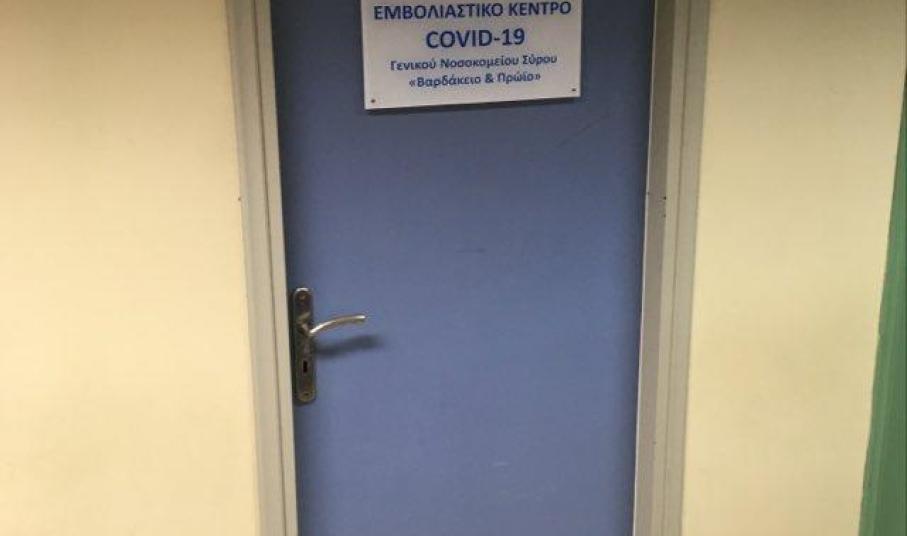 ΕΜΒΟΛΙΑΣΤΙΚΟ ΚΕΝΤΡΟ
COVID-19
Γενικού Νοσοκομείου Σύρου
«Βαρδάκειο & Πρώιο»